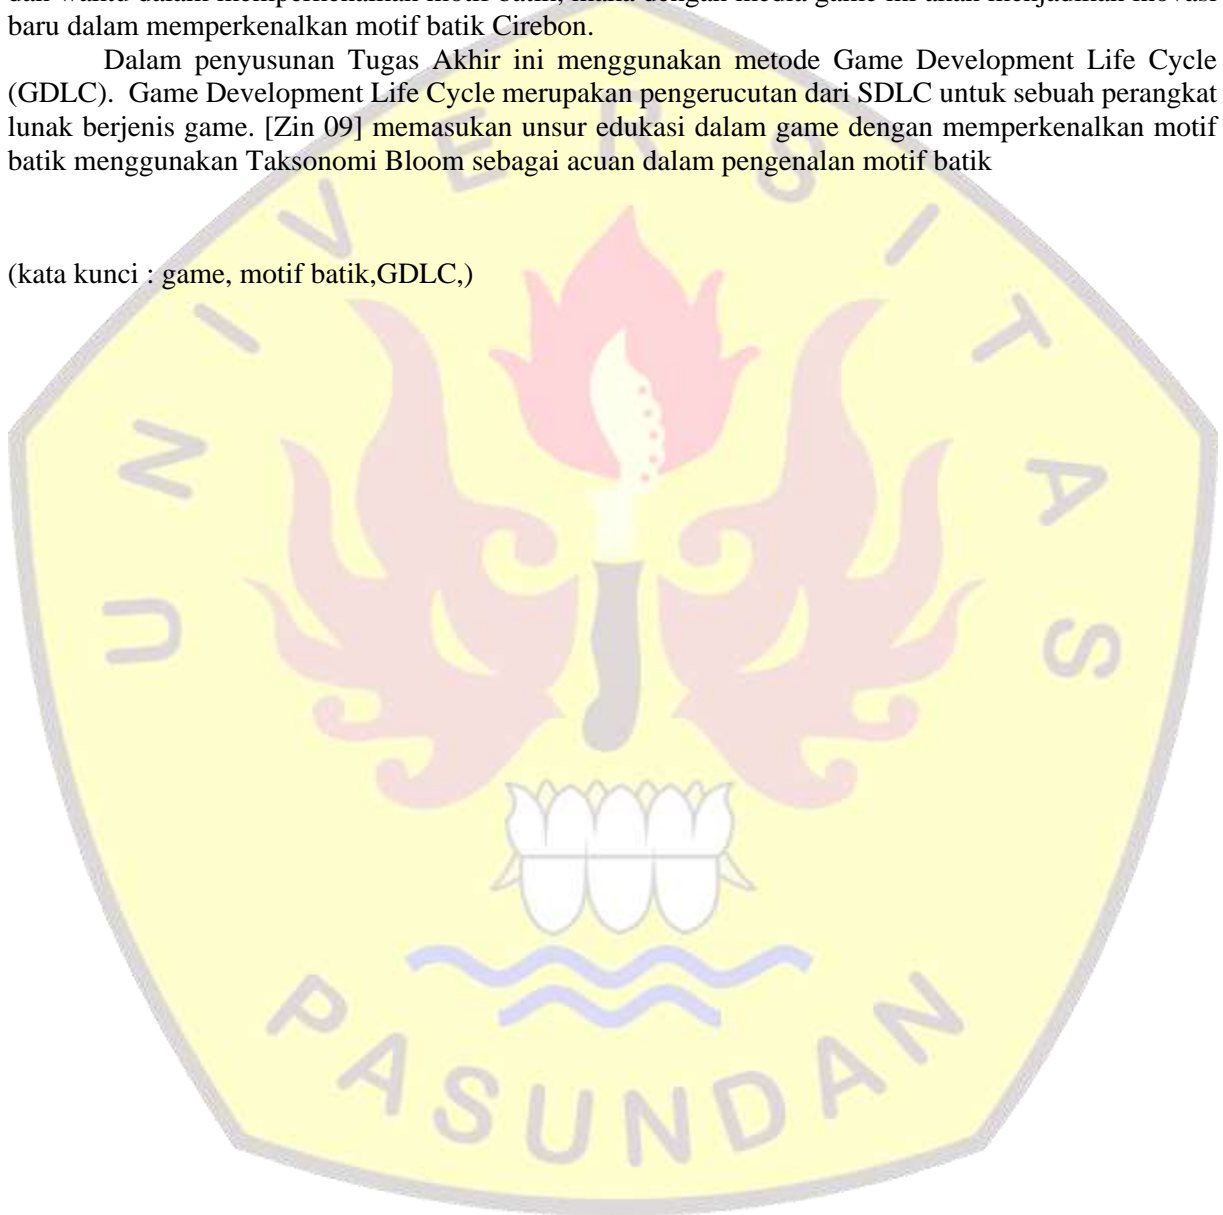 baru dalam memperkenalkan motif batik Cirebon.
Dalam penyusunan Tugas Akhir ini menggunakan metode Game Development Life Cycle
(GDLC). Game Development Life Cycle merupakan pengerucutan dari SDLC untuk sebuah perangkat
lunak berjenis game. [Zin 09] memasukan unsur edukasi dalam game dengan memperkenalkan motif
batik menggunakan Taksonomi Bloom sebagai acuan dalam pengenalan motif batik
(kata kunci : game, motif batik,GDLC,)
UNIVERSITAS
PASUNDAN